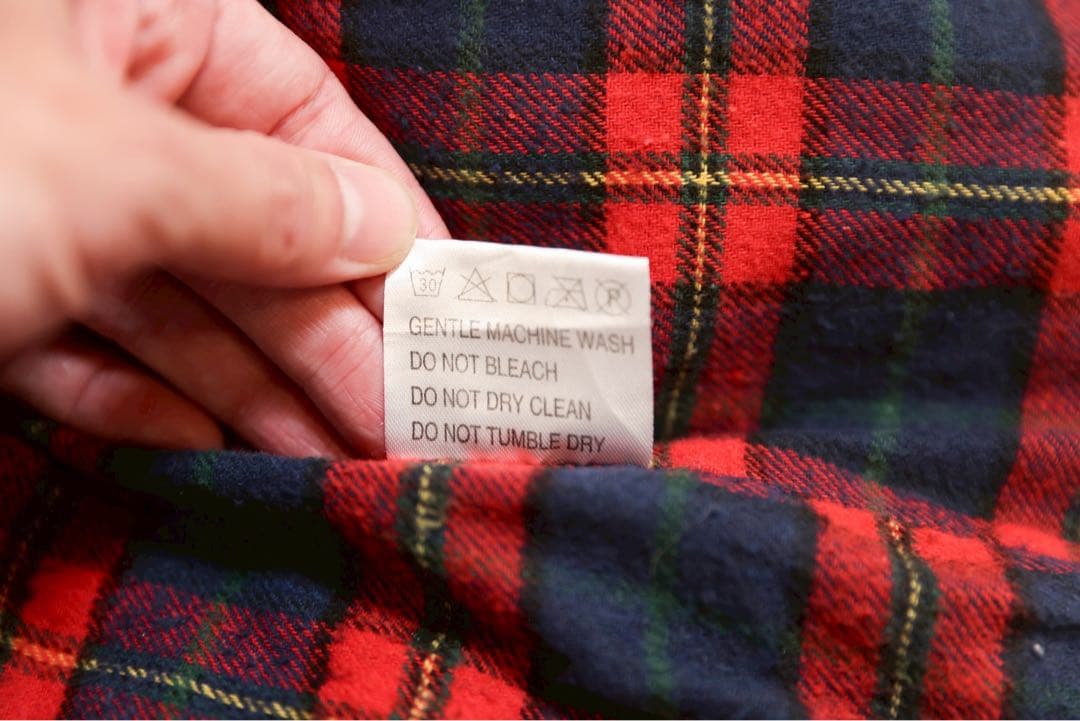 30 P
GENTLE MACHINE WASH
DO NOT BLEACH
DO NOT DRY CLEAN
DO NOT TUMBLE DRY